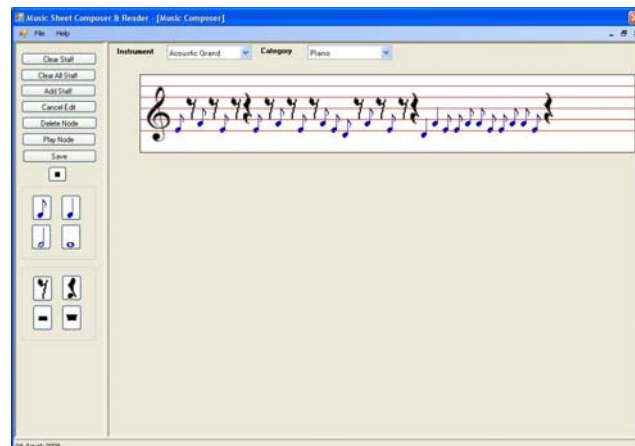 Music Sheet Composer & Reader - [Music Composer]
File Help
Instrument Acoustic Grand Category Piano
Clear Staff
Clear All Staff
Add Staff
Cancel Edit
Delete Node
Play Node
Save